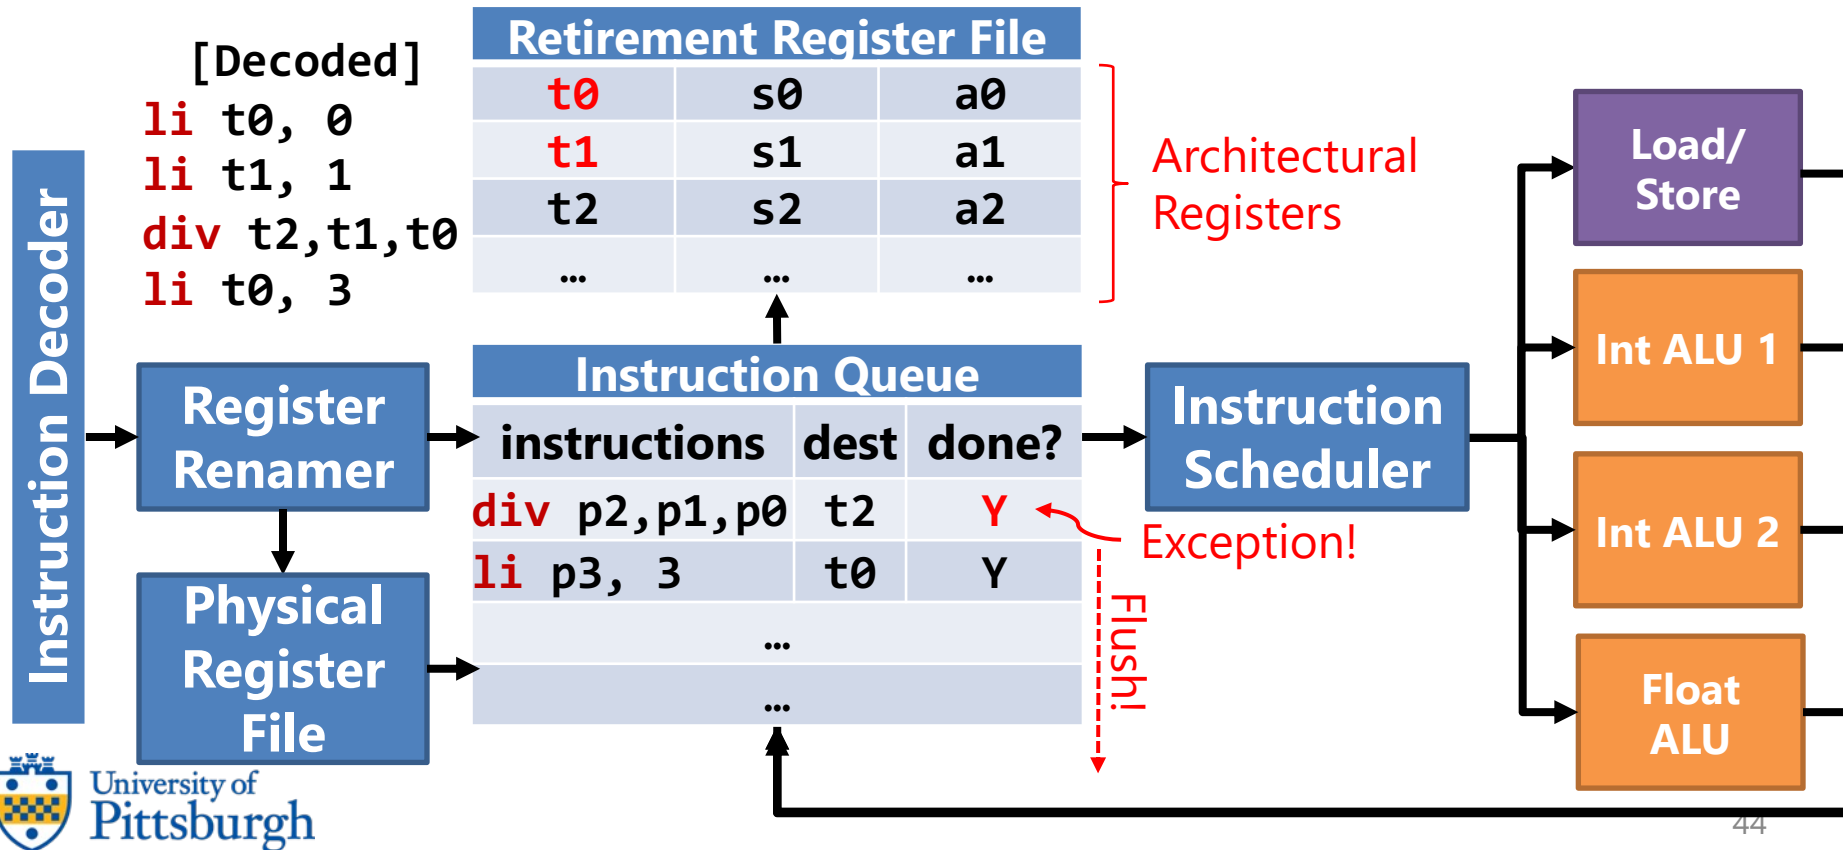 [Decoded]
li t0, 0
li t1, 1
div t2,t1,t0
li t0, 3
Instruction Decoder
Register
Renamer
Physical
Register
File
Retirement Register File
t0 s0 a0
t1 s1 a1
t2 s2 a2
… … …
Architectural
Registers
Instruction Queue
instructions dest done?
div p2,p1,p0 t2 Y
li p3, 3 t0 Y
…
…
Exception!
Flush!
Instruction
Scheduler
Load/
Store
Int ALU 1
Int ALU 2
Float
ALU
University of
Pittsburgh
44